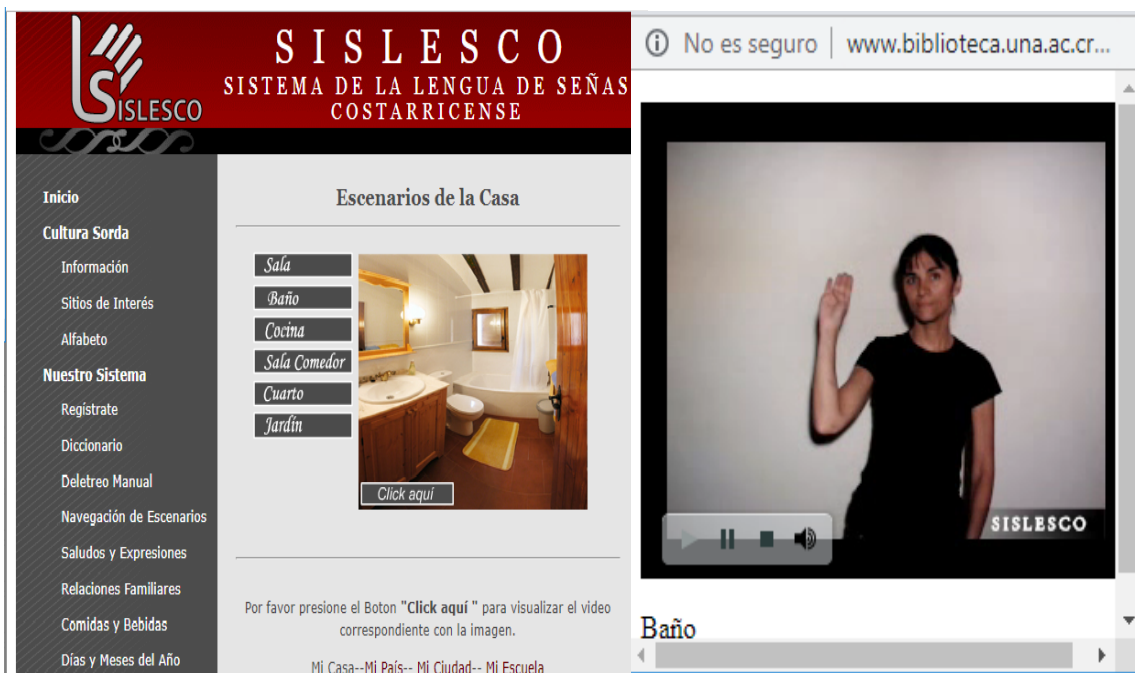 SISLESCO
S I S L E S C O
SISTEMA DE LA LENGUA DE SEÑAS
COSTARRICENSE
Inicio
Cultura Sorda
Información
Sitios de Interés
Alfabeto
Nuestro Sistema
Regístrate
Diccionario
Deletreo Manual
Navegación de Escenarios
Saludos y Expresiones
Relaciones Familiares
Comidas y Bebidas
Días y Meses del Año
Escenarios de la Casa
Sala
Baño
Cocina
Sala Comedor
Cuarto
Jardín
Click aquí
Por favor presione el Boton "Click aquí " para visualizar el video
correspondiente con la imagen.
Mi Casa--Mi País-- Mi Ciudad-- Mi Escuela
No es seguro | www.biblioteca.una.ac.cr...
SISLESCO
Baño